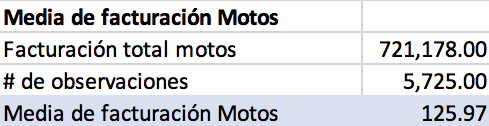 Media de facturación Motos
Facturación total motos 721,178.00
# de observaciones 5,725.00
Media de facturación Motos 125.97